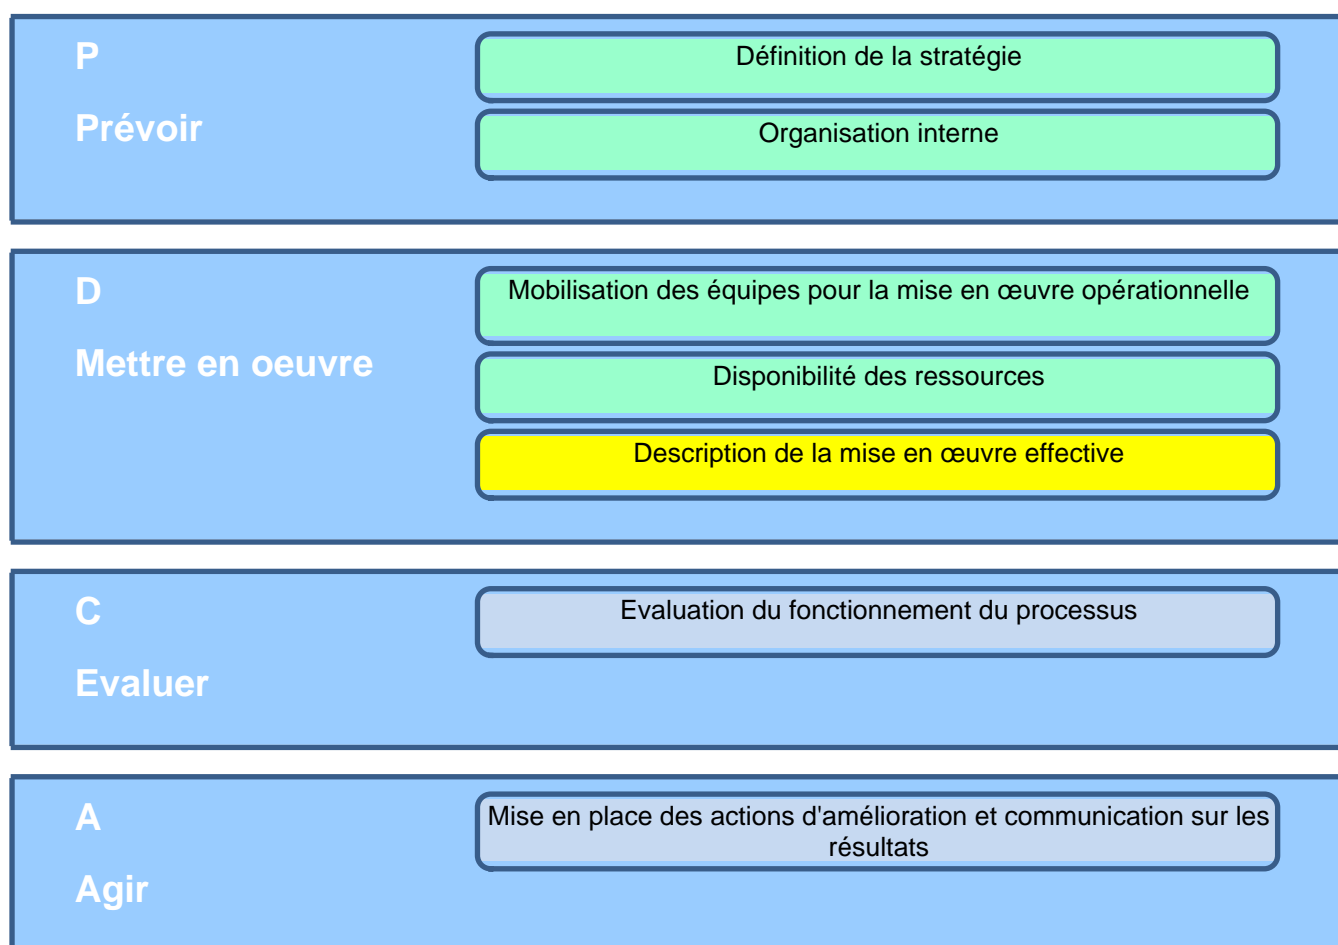 P
Prévoir
Définition de la stratégie
Organisation interne
D
Mettre en oeuvre
Mobilisation des équipes pour la mise en œuvre opérationnelle
Disponibilité des ressources
Description de la mise en œuvre effective
C
Evaluer
Evaluation du fonctionnement du processus
A
Agir
Mise en place des actions d'amélioration et communication sur les
résultats